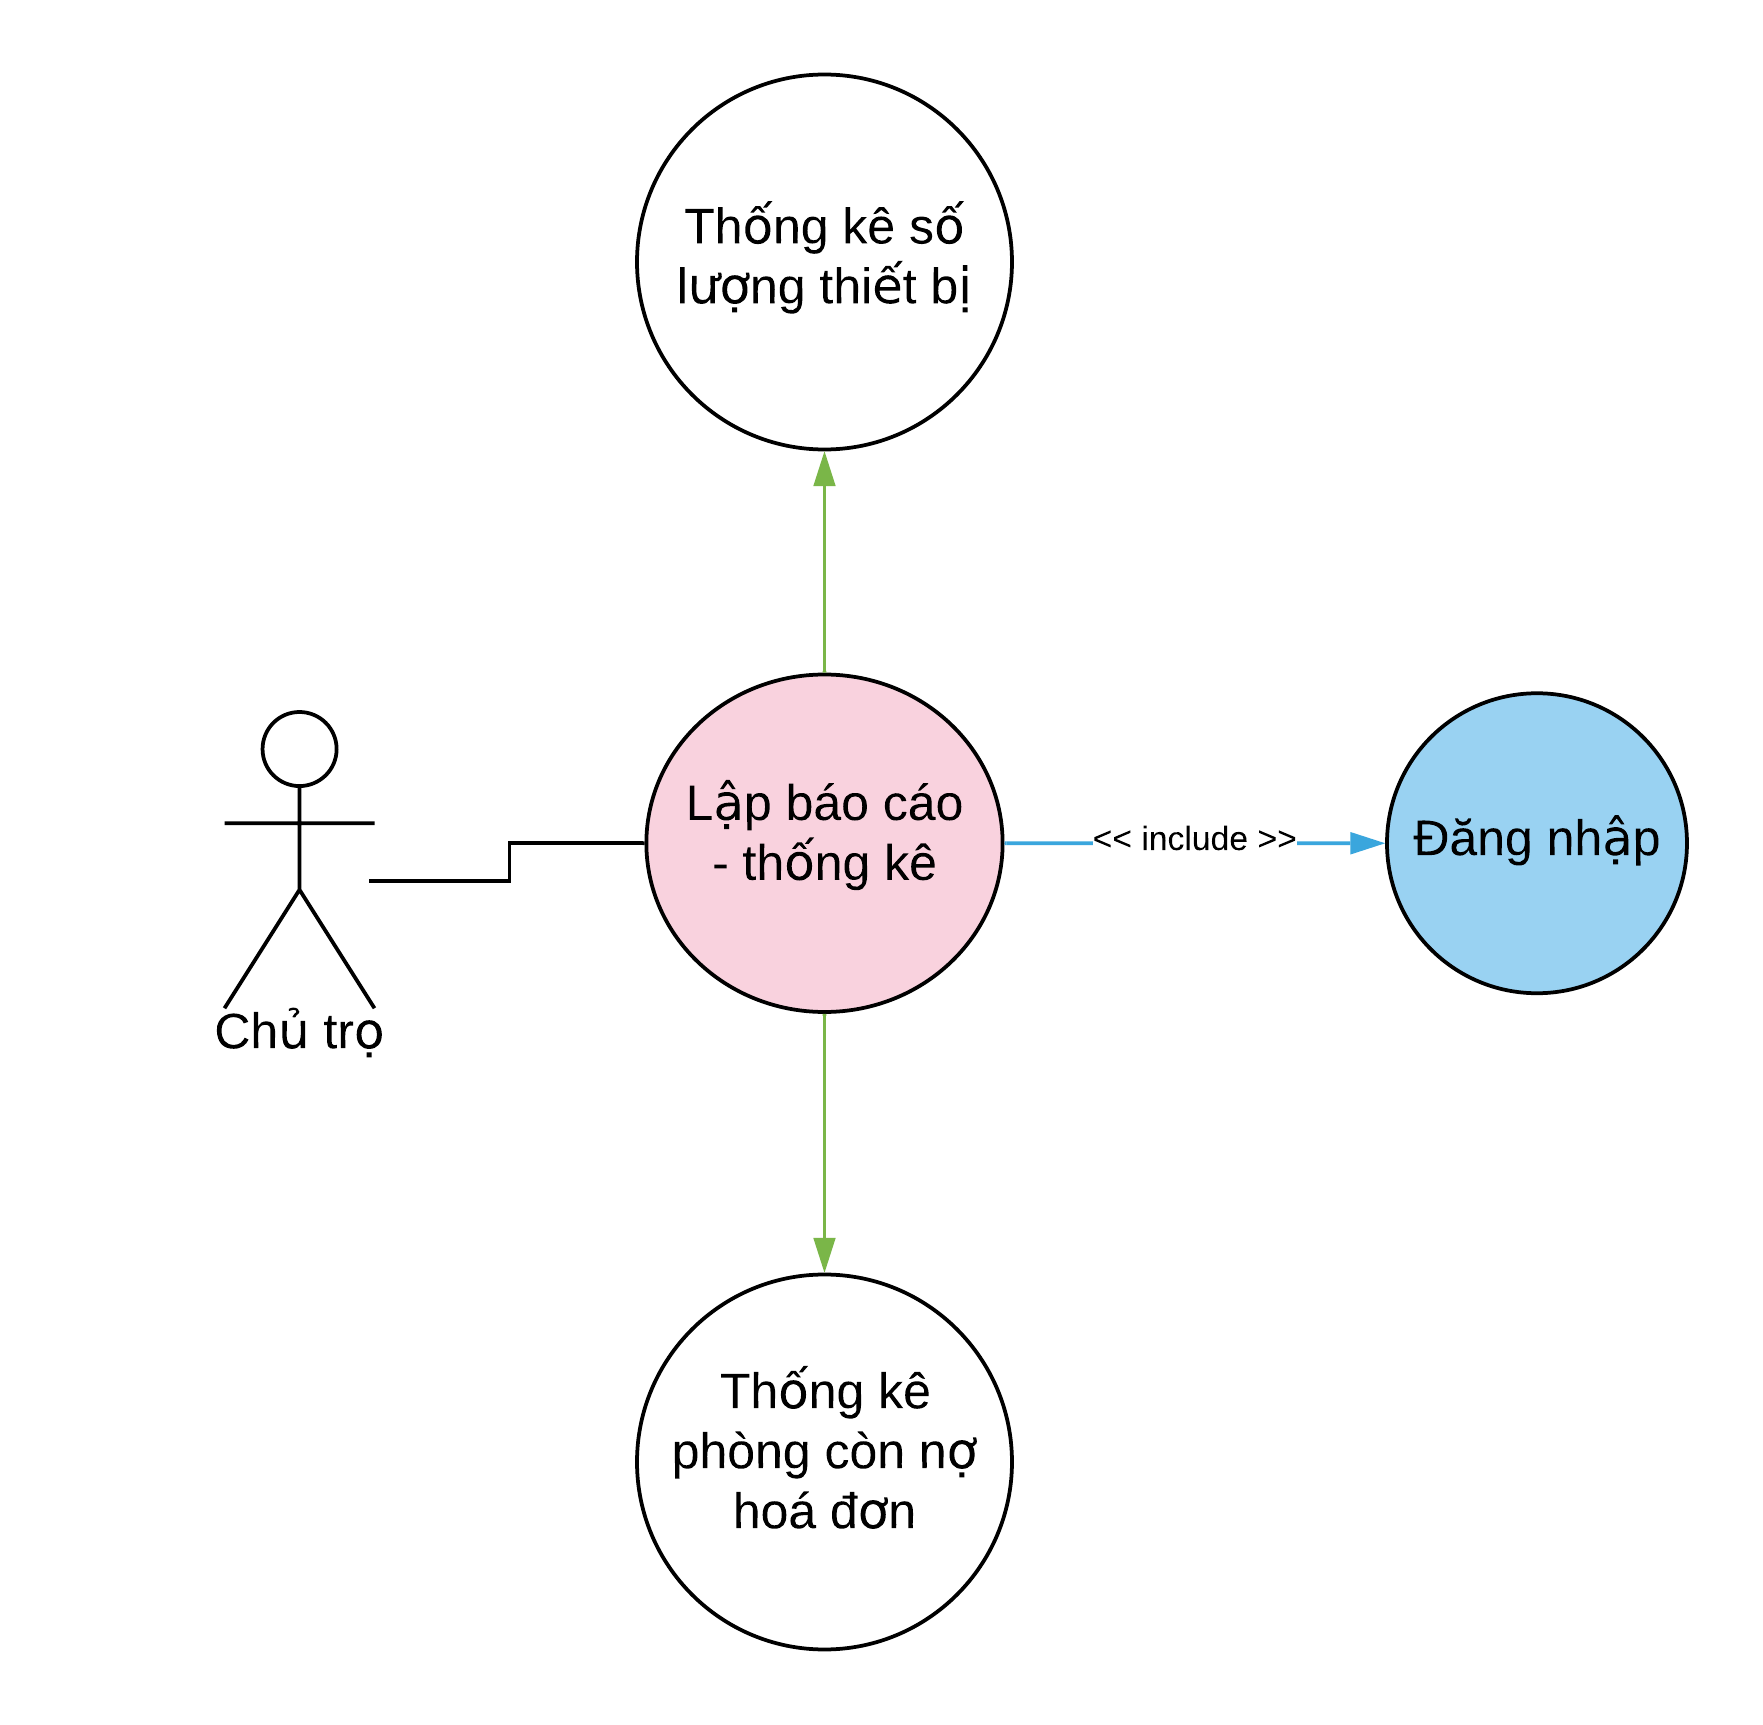 Thống kê số
lượng thiết bị
Lập báo cáo
- thống kê
<< include >>
Đăng nhập
Chủ trọ
Thống kê
phòng còn nợ
hoá đơn